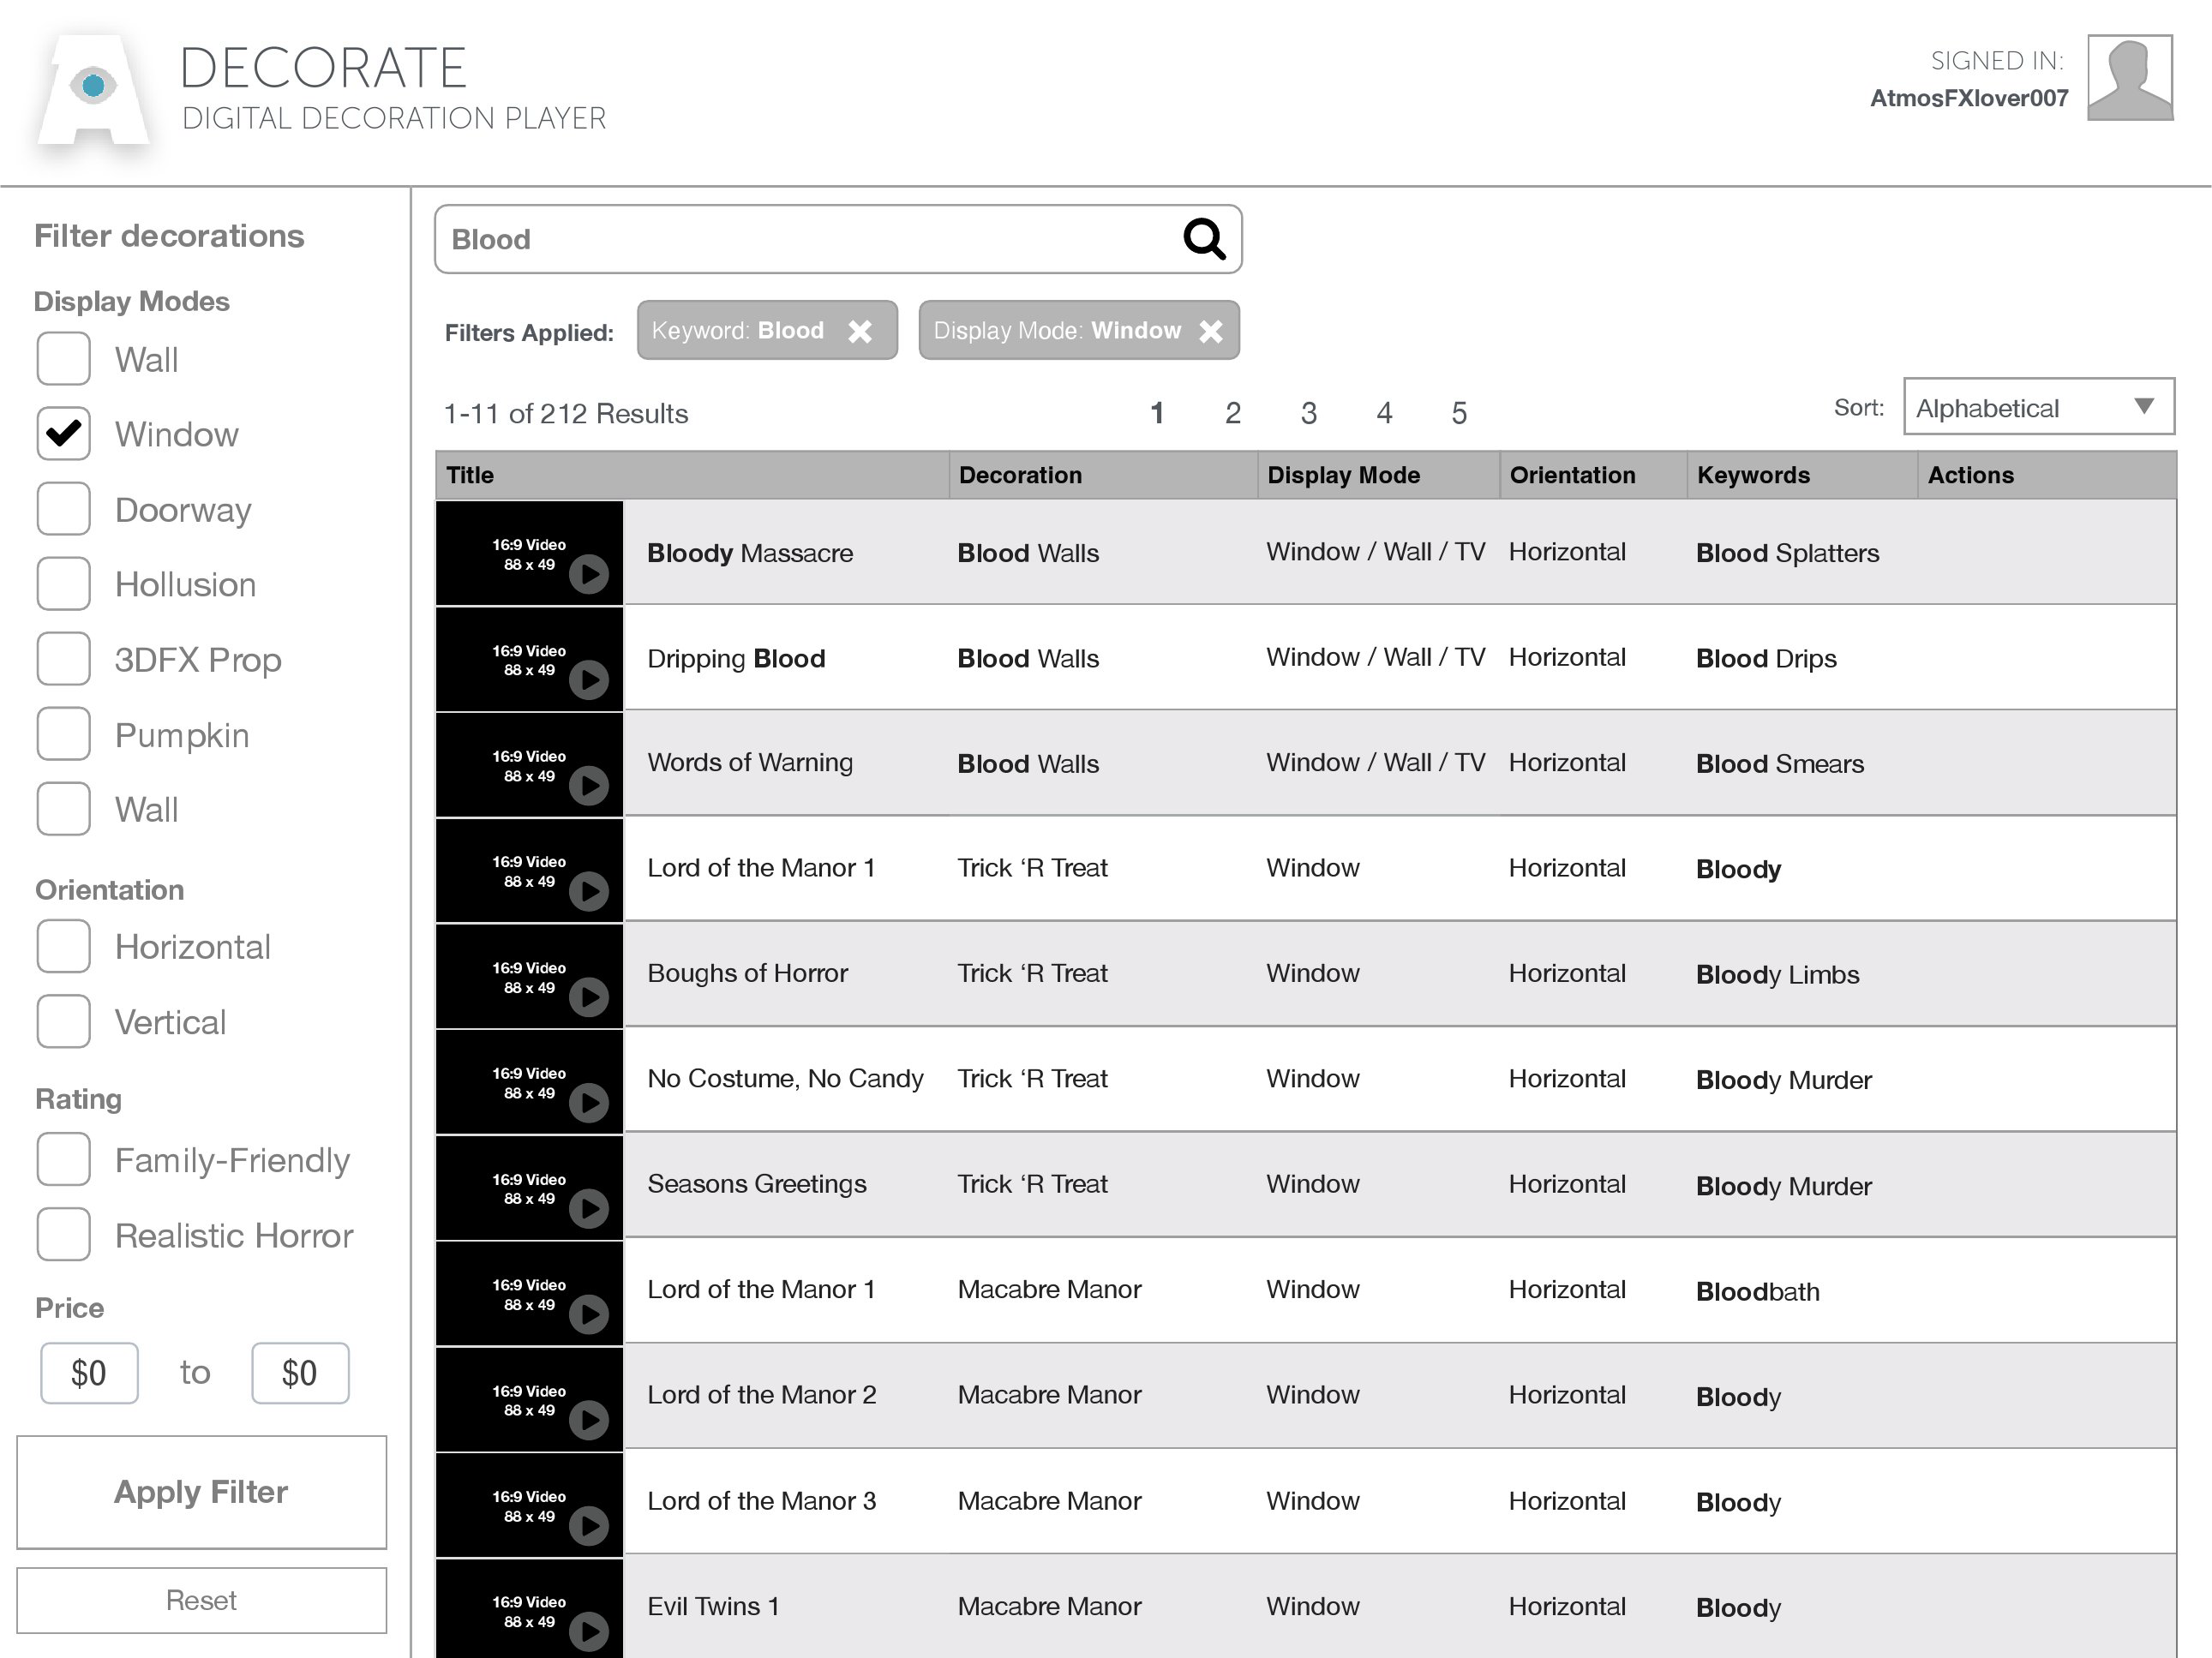 DECORATE
DIGITAL DECORATION PLAYER
SIGNED IN:
AtmosFXlover007
Filter decorations
Display Modes
Wall
Window
Doorway
Hollusion
3DFX Prop
Pumpkin
Wall
Orientation
Horizontal
Vertical
Rating
Family-Friendly
Realistic Horror
Price
$0 to $0
Apply Filter
Reset
Blood
Filters Applied: Keyword: Blood Display Mode: Window
1-11 of 212 Results 1 2 3 4 5 Sort: Alphabetical
Title Decoration Display Mode Orientation Keywords Actions
16:9 Video
88 x 49
Bloody Massacre Blood Walls Window / Wall / TV Horizontal Blood Splatters
16:9 Video
88 x 49
Dripping Blood Blood Walls Window / Wall / TV Horizontal Blood Drips
16:9 Video
88 x 49
Words of Warning Blood Walls Window / Wall / TV Horizontal Blood Smears
16:9 Video
88 x 49
Lord of the Manor 1 Trick ‘R Treat Window Horizontal Bloody
16:9 Video
88 x 49
Boughs of Horror Trick ‘R Treat Window Horizontal Bloody Limbs
16:9 Video
88 x 49
No Costume, No Candy Trick ‘R Treat Window Horizontal Bloody Murder
16:9 Video
88 x 49
Seasons Greetings Trick ‘R Treat Window Horizontal Bloody Murder
16:9 Video
88 x 49
Lord of the Manor 1 Macabre Manor Window Horizontal Bloodbath
16:9 Video
88 x 49
Lord of the Manor 2 Macabre Manor Window Horizontal Bloody
16:9 Video
88 x 49
Lord of the Manor 3 Macabre Manor Window Horizontal Bloody
16:9 Video
88 x 49
Evil Twins 1 Macabre Manor Window Horizontal Bloody